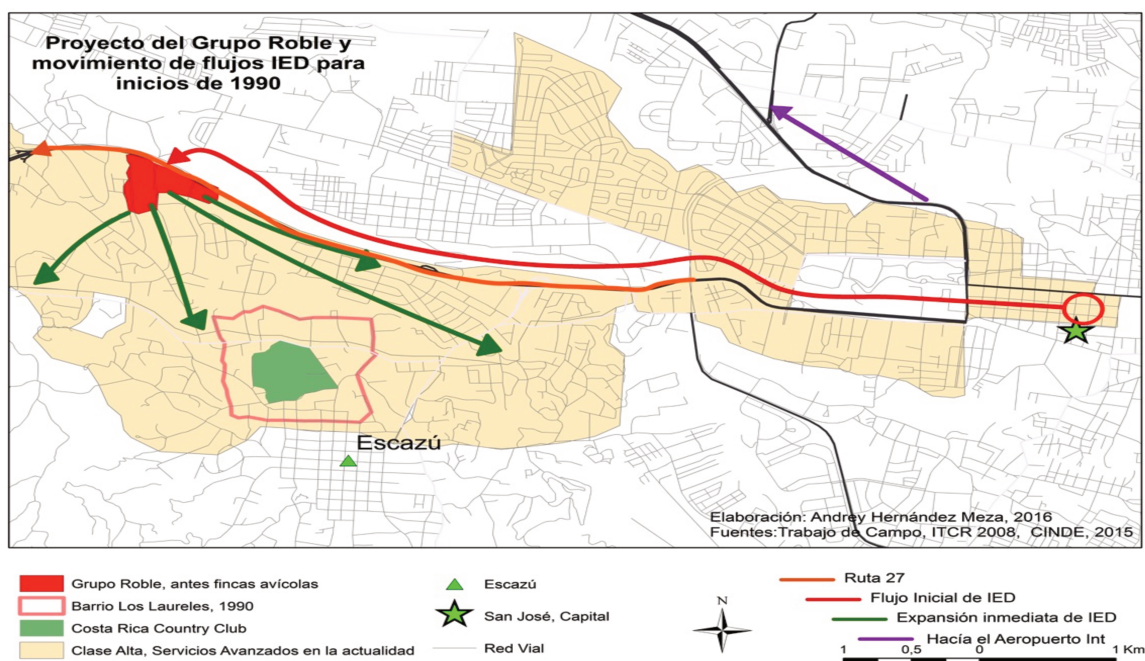 Proyecto del Grupo Roble y
movimiento de flujos IED para
inicios de 1990
Escazú
Elaboración: Andrey Hernández Meza, 2016
Fuentes:Trabajo de Campo, ITCR 2008, CINDE, 2015
Grupo Roble, antes fincas avícolas
Barrio Los Laureles, 1990
Costa Rica Country Club
Clase Alta, Servicios Avanzados en la actualidad
Escazú
San José, Capital
Red Vial
N
Ruta 27
Flujo Inicial de IED
Expansión inmediata de IED
Hacía el Aeropuerto Int
1 0,5 0 1 Km